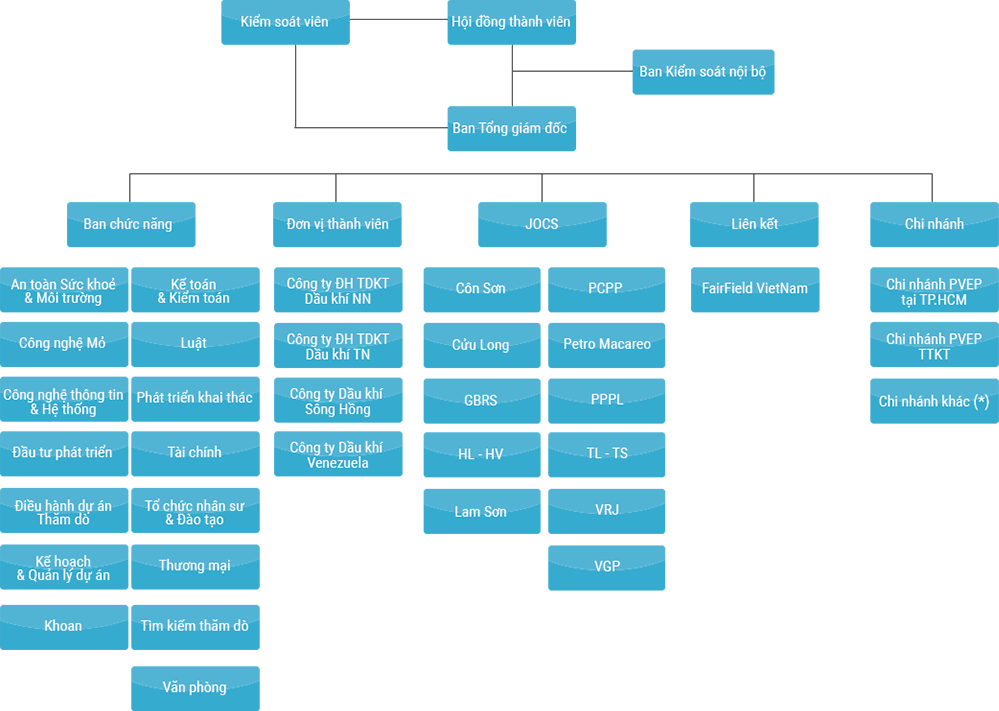 Kiểm soát viên
Hội đồng thành viên
Ban Kiểm soát nội bộ
Ban Tổng giám đốc
Ban chức năng
Đơn vị thành viên
JOCS
Liên kết
Chi nhánh
An toàn Sức khoẻ
& Môi trường
Công nghệ Mỏ
Công nghệ thông tin
& Hệ thống
Đầu tư phát triển
Điều hành dự án
Thăm dò
Kế hoạch
& Quản lý dự án
Khoan
Kế toán
& Kiểm toán
Luật
Phát triển khai thác
Tài chính
Tổ chức nhân sư
& Đào tạo
Thương mại
Tìm kiếm thăm dò
Văn phòng
Công ty ĐH TDKT
Dầu khí NN
Công ty ĐH TDKT
Dầu khí TN
Công ty Dầu khí
Sông Hồng
Công ty Dầu khí
Venezuela
Côn Sơn
Cửu Long
GBRS
HL - HV
Lam Sơn
PCPP
Petro Macareo
PPPL
TL - TS
VRJ
VGP
FairField VietNam
Chi nhánh PVEP
tại TP.HCM
Chi nhánh PVEP
TTKT
Chi nhánh khác (*)